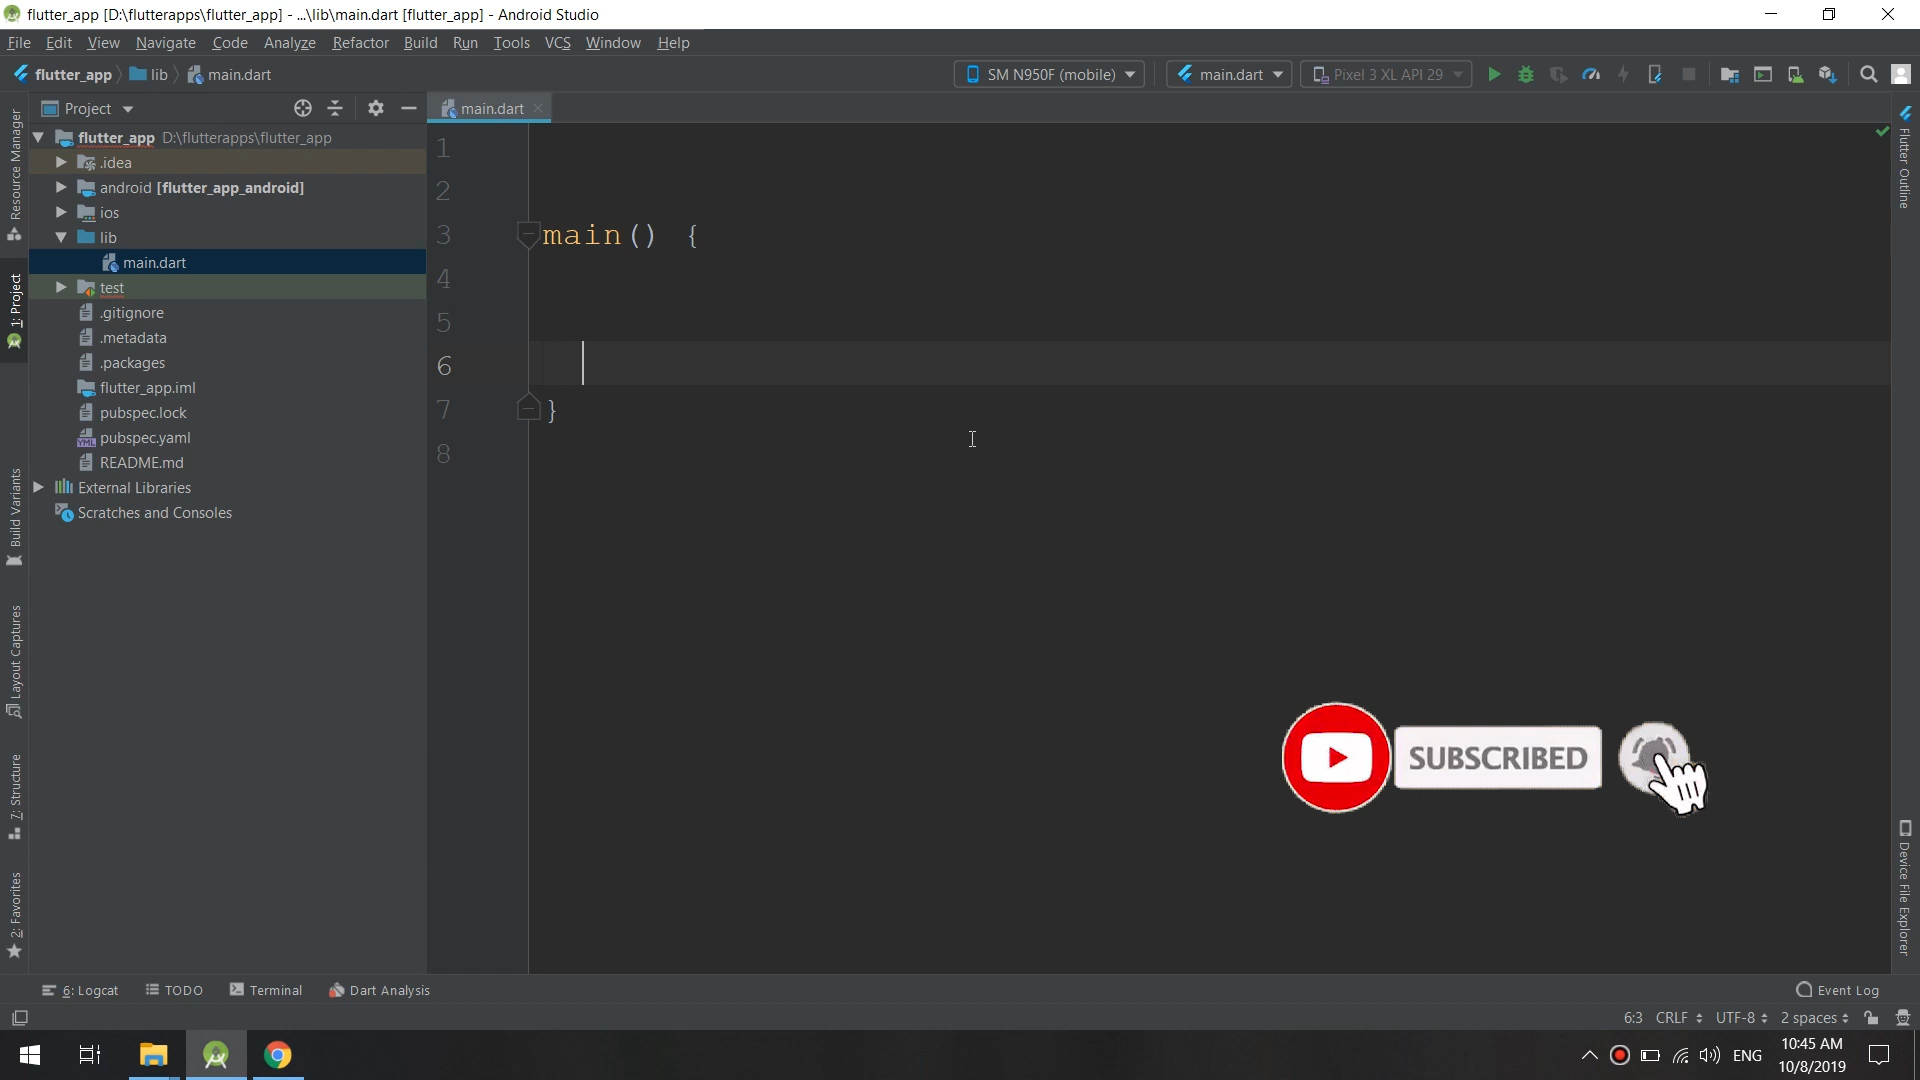 flutter_app [D:\flutterapps\flutter_app] - ...\lib\main.dart [flutter_app] - Android Studio
File Edit View Navigate Code Analyze Refactor Build Run Tools VCS Window Help
flutter_app lib main.dart
SM N950F (mobile) main.dart Pixel 3 XL API 29
Project
main.dart
flutter_app D:\flutterapps\flutter_app
.idea
android [flutter_app_android]
ios
lib
main.dart
test
.gitignore
.metadata
.packages
flutter_app.iml
pubspec.lock
YML pubspec.yaml
README.md
External Libraries
Scratches and Consoles
Resource Manager
1: Project
Build Variants
Layout Captures
7: Structure
2: Favorites
1
2
3 main() {
4
5
6
7 }
8
SUBSCRIBED
Flutter Outline
Device File Explorer
6: Logcat TODO Terminal Dart Analysis Event Log
6:3 CRLF UTF-8 2 spaces
ENG
10:45 AM
10/8/2019